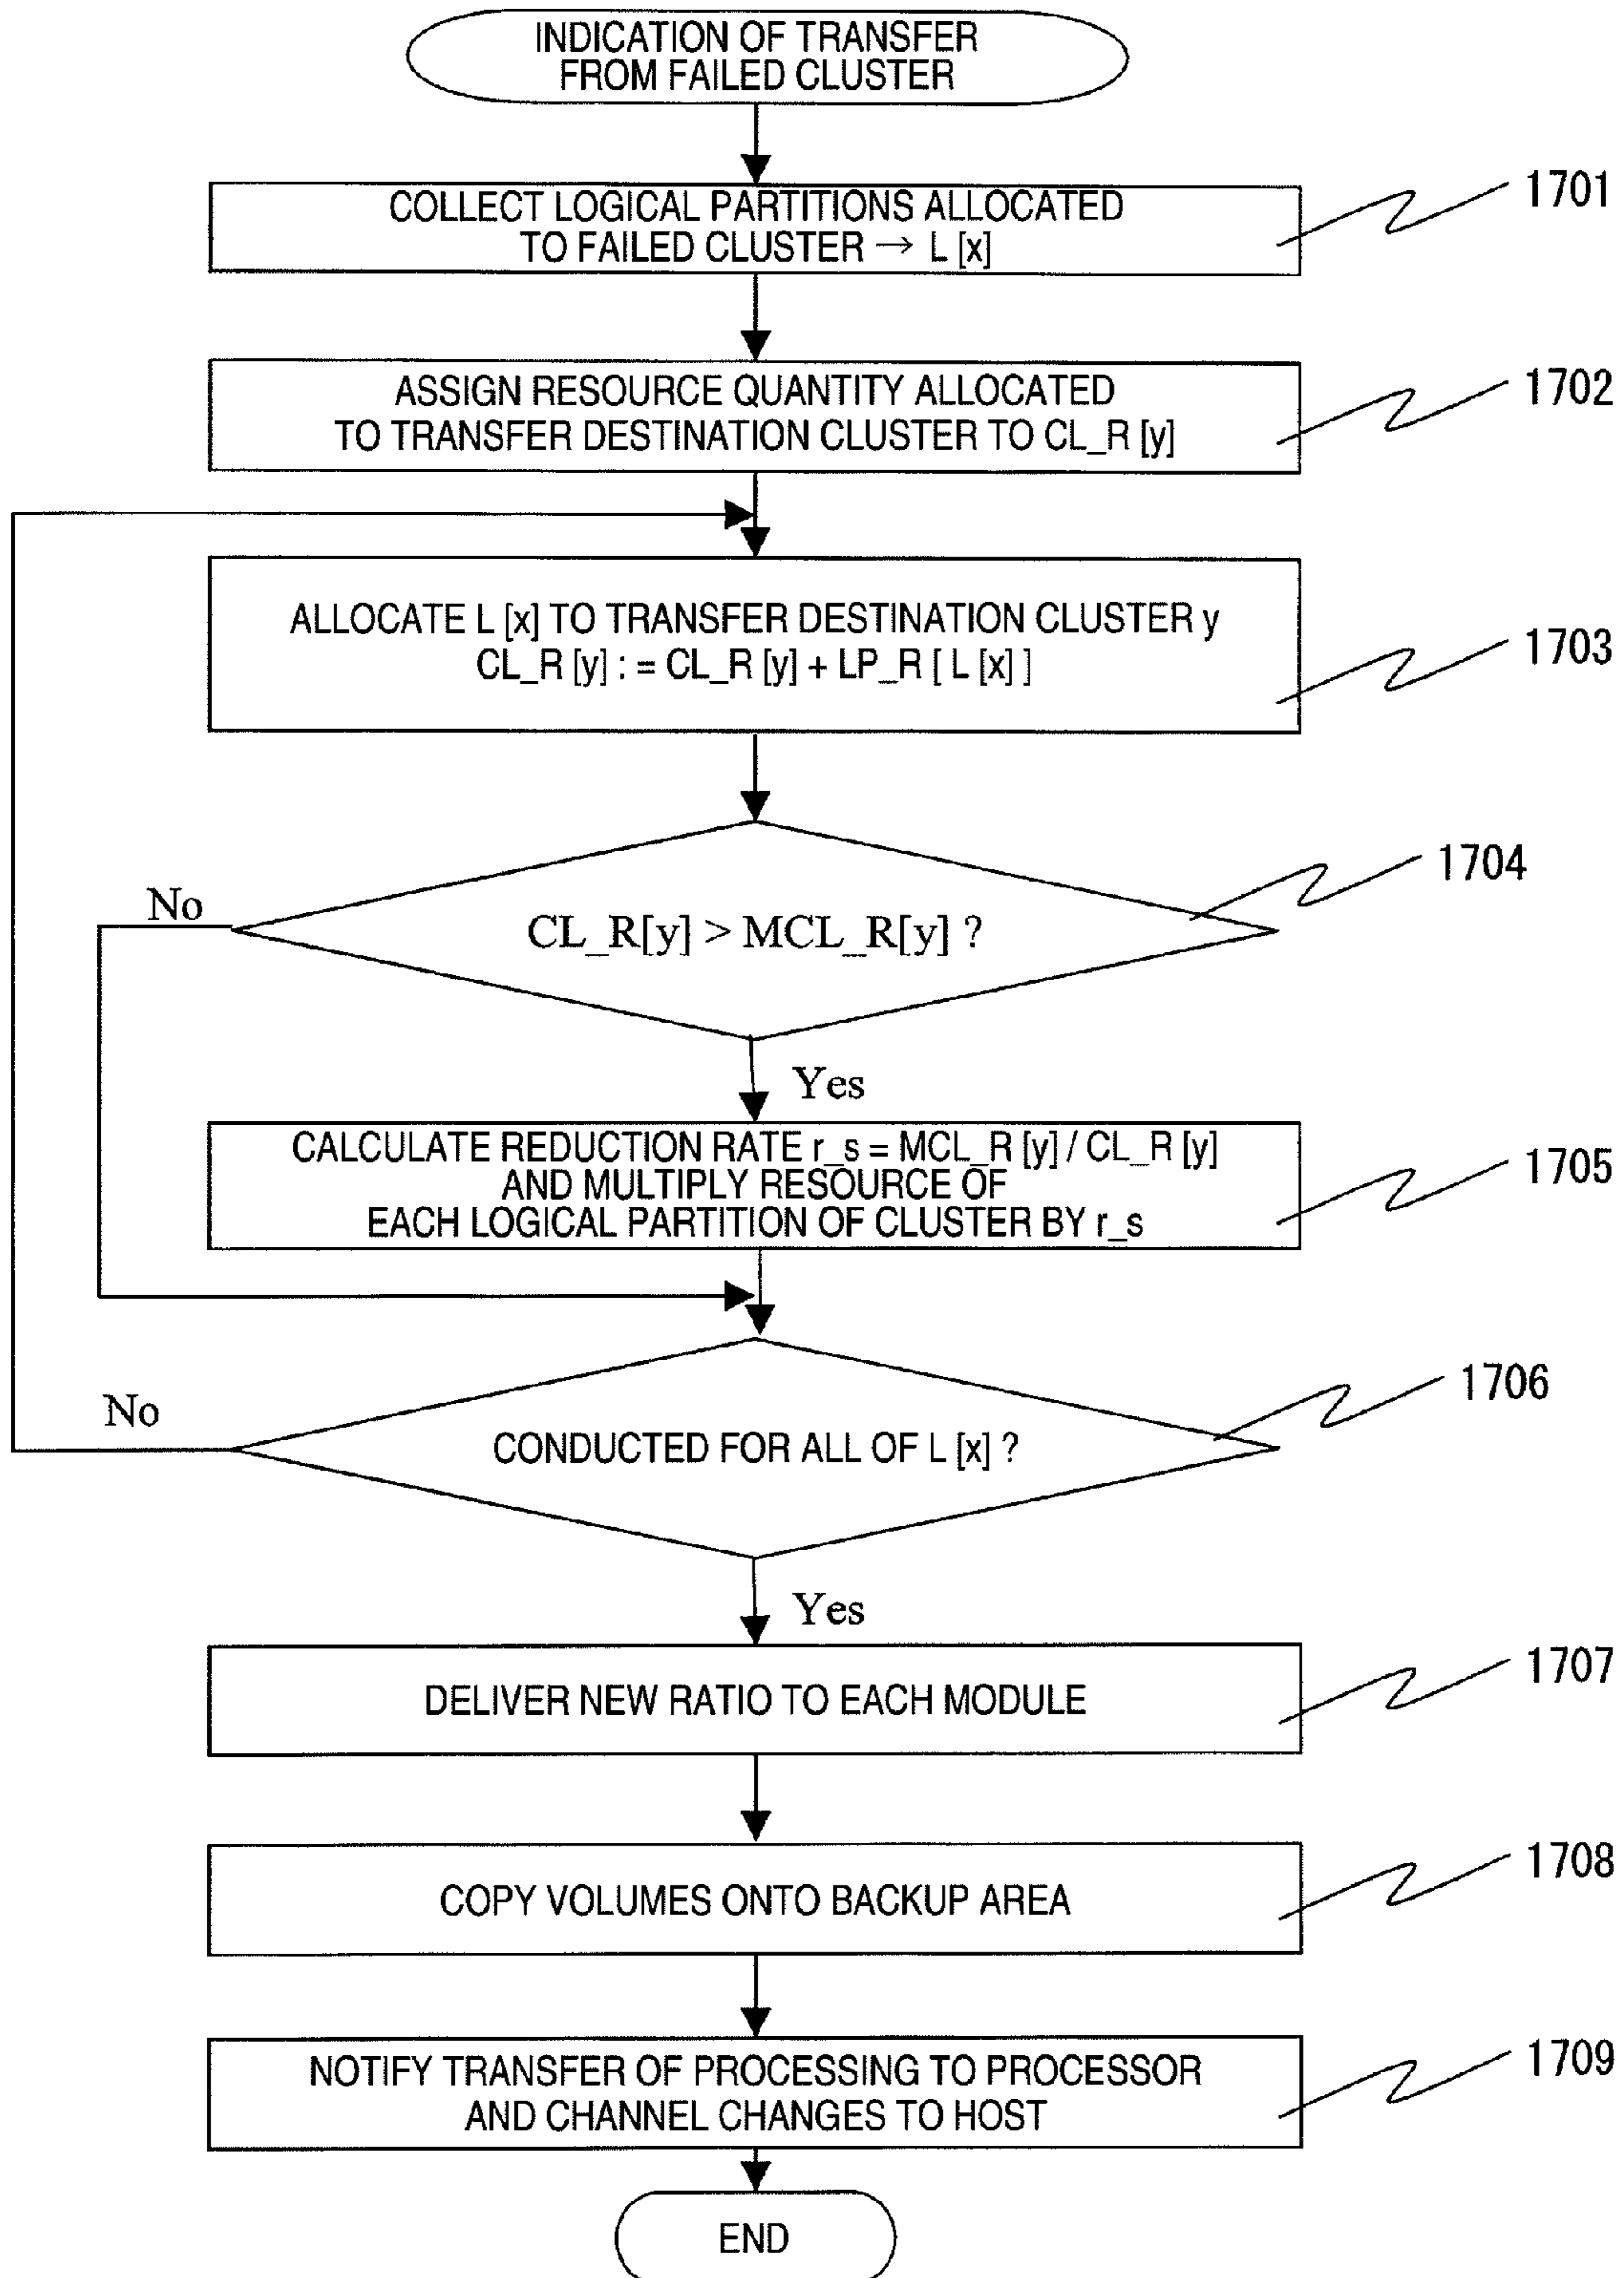 INDICATION OF TRANSFER
FROM FAILED CLUSTER
COLLECT LOGICAL PARTITIONS ALLOCATED
TO FAILED CLUSTER → L [x]
1701
ASSIGN RESOURCE QUANTITY ALLOCATED
TO TRANSFER DESTINATION CLUSTER TO CL_R [y]
1702
ALLOCATE L [x] TO TRANSFER DESTINATION CLUSTER y
CL_R [y] : = CL_R [y] + LP_R [ L [x] ]
1703
CL_R[y] > MCL_R[y] ?
1704
No
Yes
CALCULATE REDUCTION RATE r_s = MCL_R [y] / CL_R [y]
AND MULTIPLY RESOURCE OF
EACH LOGICAL PARTITION OF CLUSTER BY r_s
1705
CONDUCTED FOR ALL OF L [x] ?
1706
No
Yes
DELIVER NEW RATIO TO EACH MODULE
1707
COPY VOLUMES ONTO BACKUP AREA
1708
NOTIFY TRANSFER OF PROCESSING TO PROCESSOR
AND CHANNEL CHANGES TO HOST
1709
END